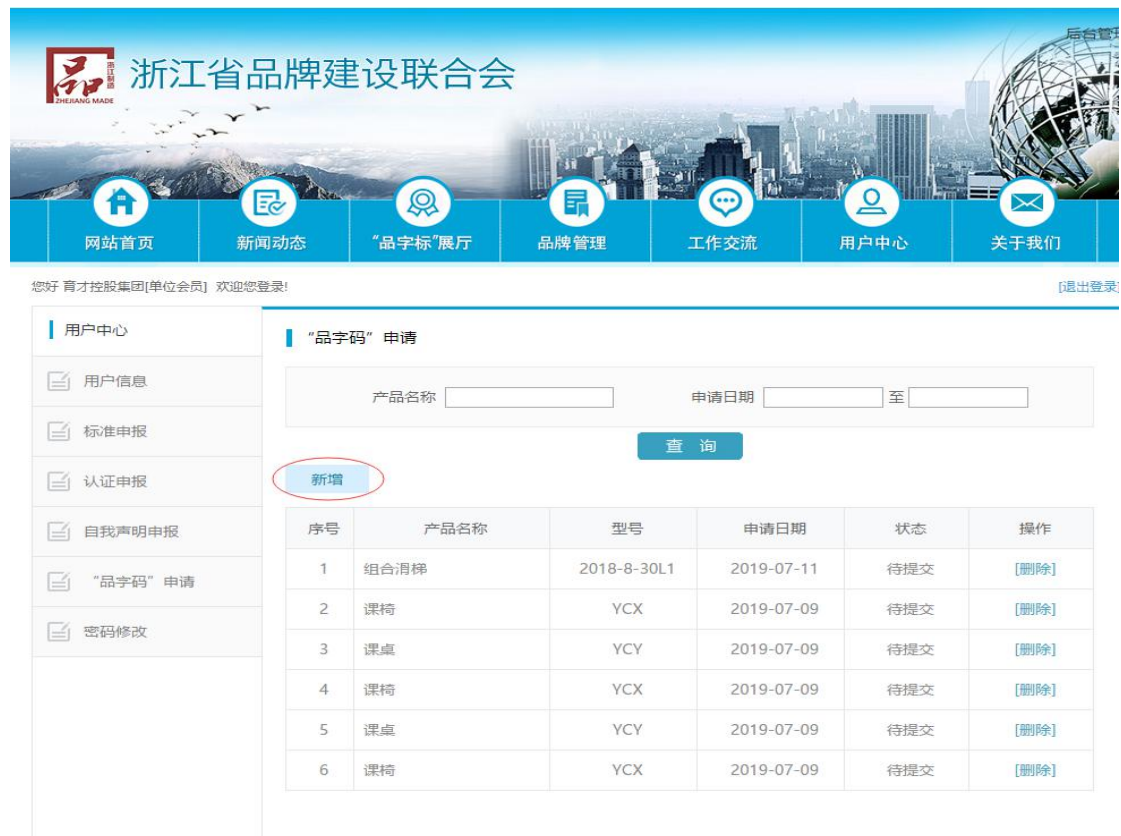 后台管理
品
浙江制造
ZHEJIANG MADE
浙江省品牌建设联合会
网站首页 新闻动态 “品字标”展厅 品牌管理 工作交流 用户中心 关于我们
您好 育才控股集团[单位会员] 欢迎您登录! [退出登录]
用户中心
用户信息
标准申报
认证申报
自我声明申报
“品字码”申请
密码修改
“品字码”申请
产品名称 申请日期 至
查 询
新增
序号 产品名称 型号 申请日期 状态 操作
1 组合滑梯 2018-8-30L1 2019-07-11 待提交 [删除]
2 课椅 YCX 2019-07-09 待提交 [删除]
3 课桌 YCY 2019-07-09 待提交 [删除]
4 课椅 YCX 2019-07-09 待提交 [删除]
5 课桌 YCY 2019-07-09 待提交 [删除]
6 课椅 YCX 2019-07-09 待提交 [删除]